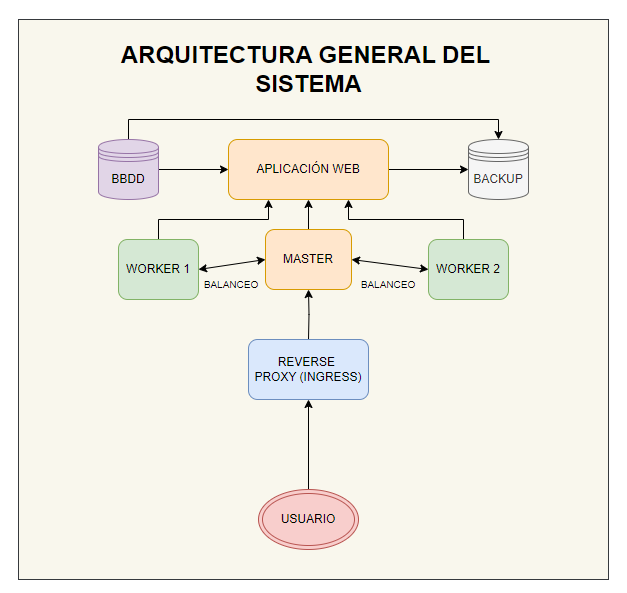 ARQUITECTURA GENERAL DEL
SISTEMA
BBDD
APLICACIÓN WEB
BACKUP
WORKER 1
MASTER
WORKER 2
BALANCEO
BALANCEO
REVERSE
PROXY (INGRESS)
USUARIO